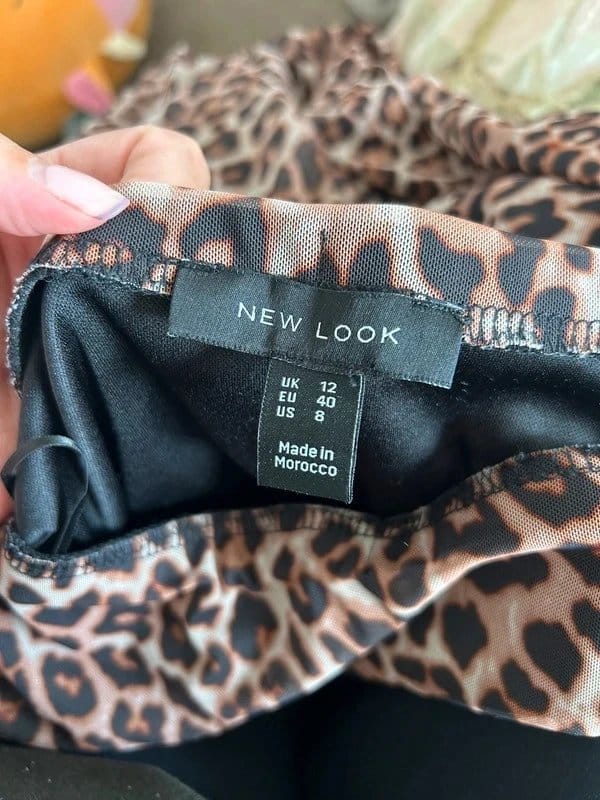 NEW LOOK
UK 12
EU 40
US 8
Made in
Morocco